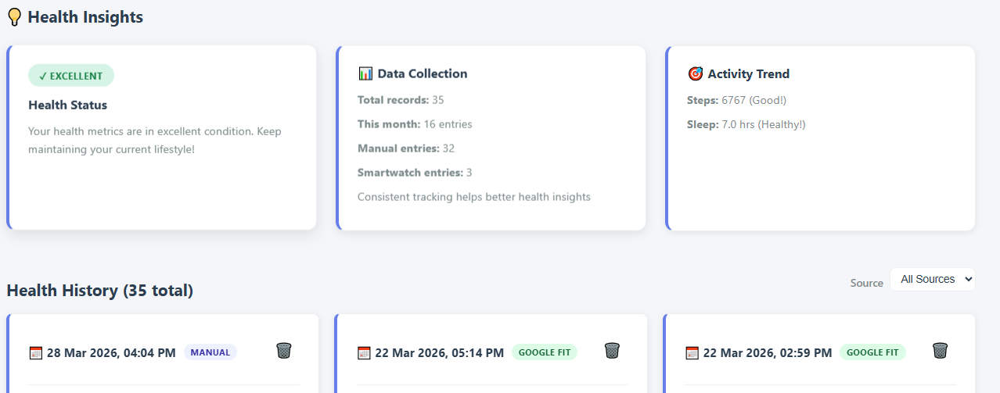 Health Insights
✓ EXCELLENT
Health Status
Your health metrics are in excellent condition. Keep
maintaining your current lifestyle!
Data Collection
Total records: 35
This month: 16 entries
Manual entries: 32
Smartwatch entries: 3
Consistent tracking helps better health insights
Activity Trend
Steps: 6767 (Good!)
Sleep: 7.0 hrs (Healthy!)
Health History (35 total)
Source All Sources
28 Mar 2026, 04:04 PM MANUAL
22 Mar 2026, 05:14 PM GOOGLE FIT
22 Mar 2026, 02:59 PM GOOGLE FIT